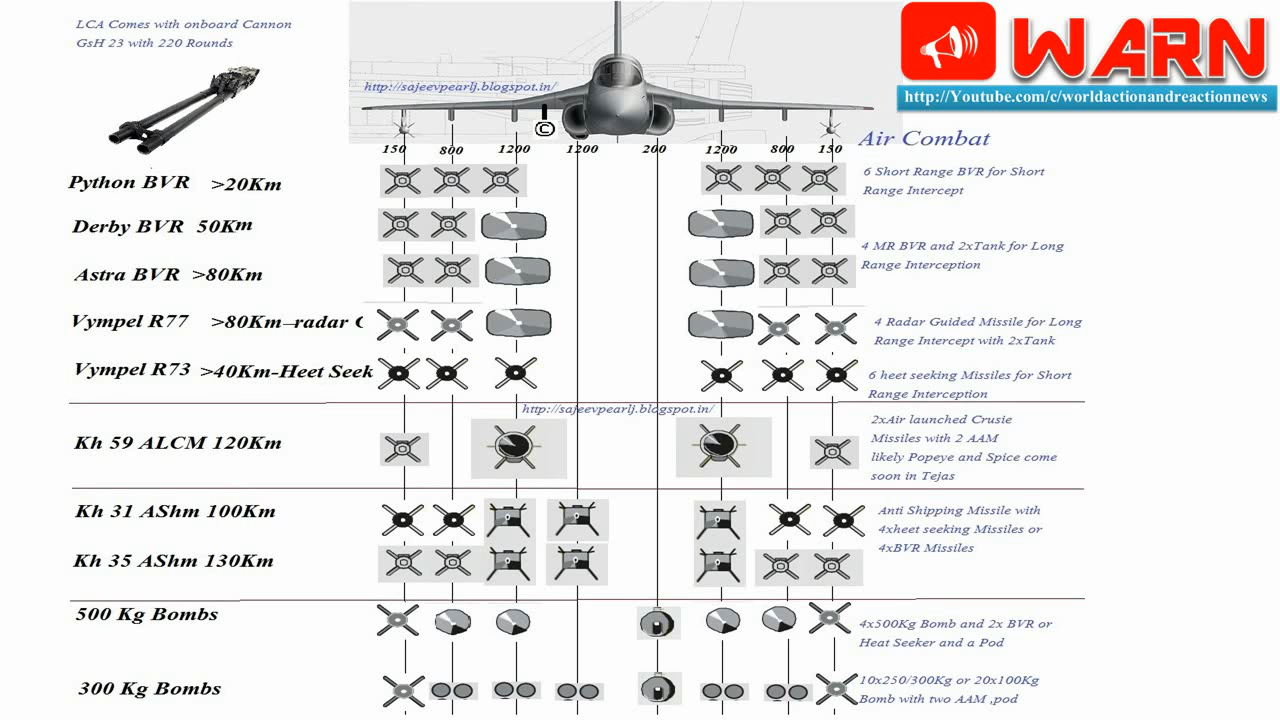 LCA Comes with onboard Cannon
GsH 23 with 220 Rounds
WARN
http://Youtube.com/c/worldactionandreactionnews
http://sajeevpearlj.blogspot.in/
©
150 800 1200 1200 200 1200 800 150
Air Combat
Python BVR >20Km
6 Short Range BVR for Short
Range Intercept
Derby BVR 50Km
4 MR BVR and 2xTank for Long
Range Interception
Astra BVR >80Km
Vympel R77 >80Km–radar
4 Radar Guided Missile for Long
Range Intercept with 2xTank
Vympel R73 >40Km-Heet Seek
6 heet seeking Missiles for Short
Range Interception
http://sajeevpearlj.blogspot.in/
Kh 59 ALCM 120Km
2xAir launched Crusie
Missiles with 2 AAM
likely Popeye and Spice come
soon in Tejas
Kh 31 AShm 100Km
Anti Shipping Missile with
4xheet seeking Missiles or
4xBVR Missiles
Kh 35 AShm 130Km
500 Kg Bombs
4x500Kg Bomb and 2x BVR or
Heat Seeker and a Pod
300 Kg Bombs
10x250/300Kg or 20x100Kg
Bomb with two AAM ,pod